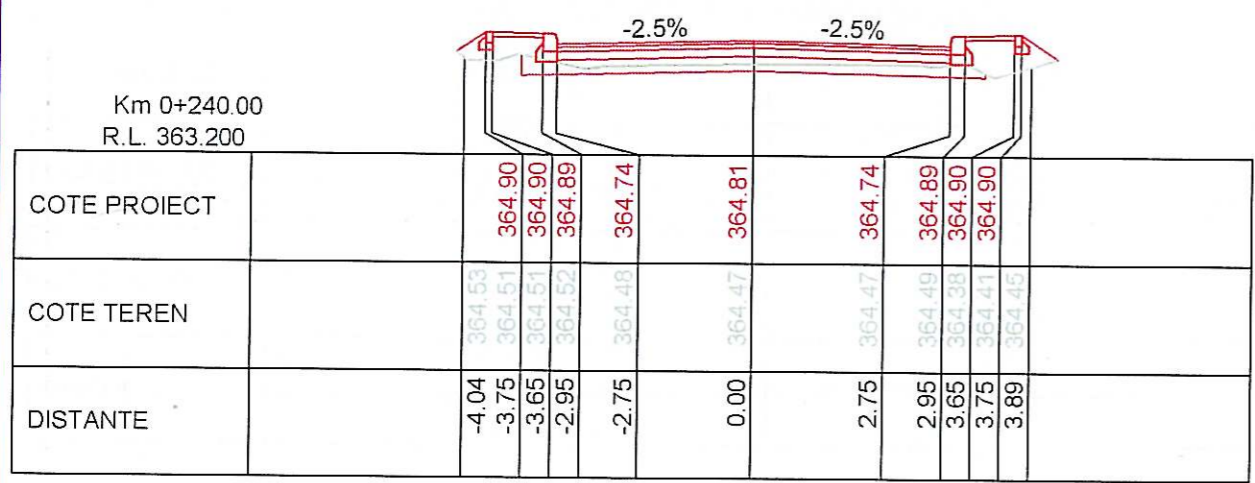 -2.5% -2.5%
Km 0+240.00
R.L. 363.200
COTE PROIECT 364.90 364.90 364.89 364.74 364.81 364.74 364.89 364.90 364.90
COTE TEREN 364.53 364.51 364.51 364.52 364.48 364.47 364.47 364.49 364.38 364.41 364.45
DISTANTE -4.04 -3.75 -3.65 -2.95 -2.75 0.00 2.75 2.95 3.65 3.75 3.89